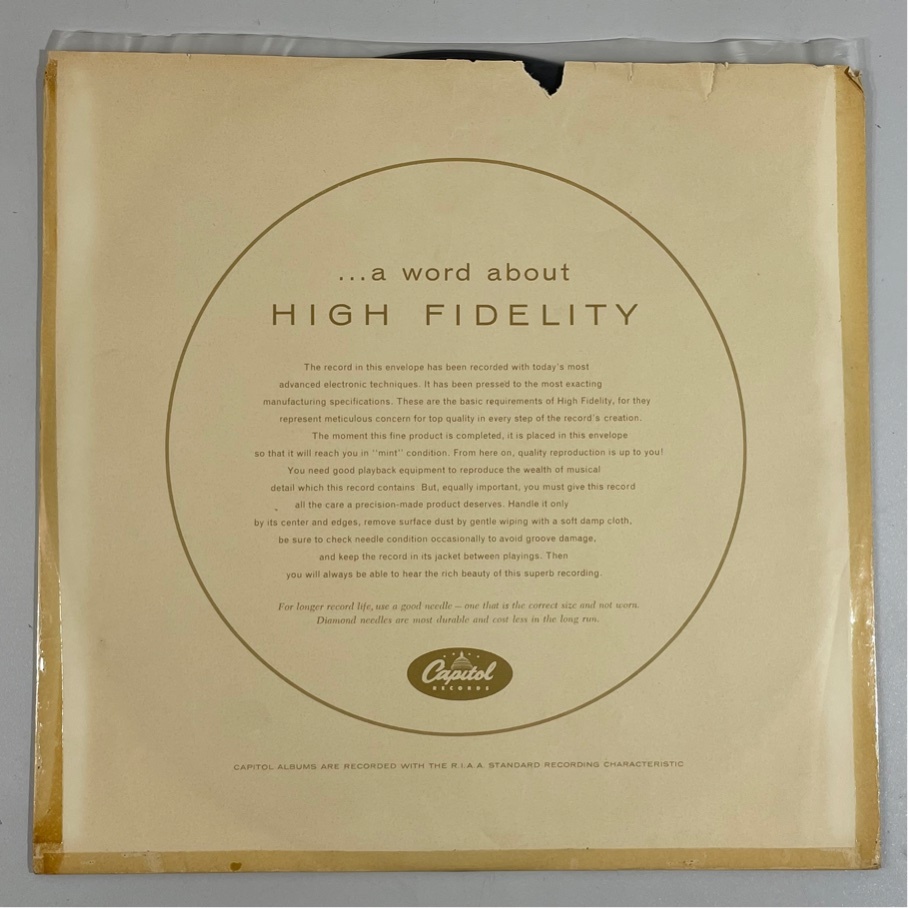 ...a word about
HIGH FIDELITY
The record in this envelope has been recorded with today's most
advanced electronic techniques. It has been pressed to the most exacting
manufacturing specifications. These are the basic requirements of High Fidelity, for they
represent meticulous concern for top quality in every step of the record's creation.
The moment this fine product is completed, it is placed in this envelope
so that it will reach you in "mint" condition. From here on, quality reproduction is up to you!
You need good playback equipment to reproduce the wealth of musical
detail which this record contains. But, equally important, you must give this record
all the care a precision-made product deserves. Handle it only
by its center and edges, remove surface dust by gentle wiping with a soft damp cloth,
be sure to check needle condition occasionally to avoid groove damage,
and keep the record in its jacket between playings. Then
you will always be able to hear the rich beauty of this superb recording.
For longer record life, use a good needle — one that is the correct size and not worn.
Diamond needles are most durable and cost less in the long run.
Capitol
RECORDS
CAPITOL ALBUMS ARE RECORDED WITH THE R.I.A.A. STANDARD RECORDING CHARACTERISTIC